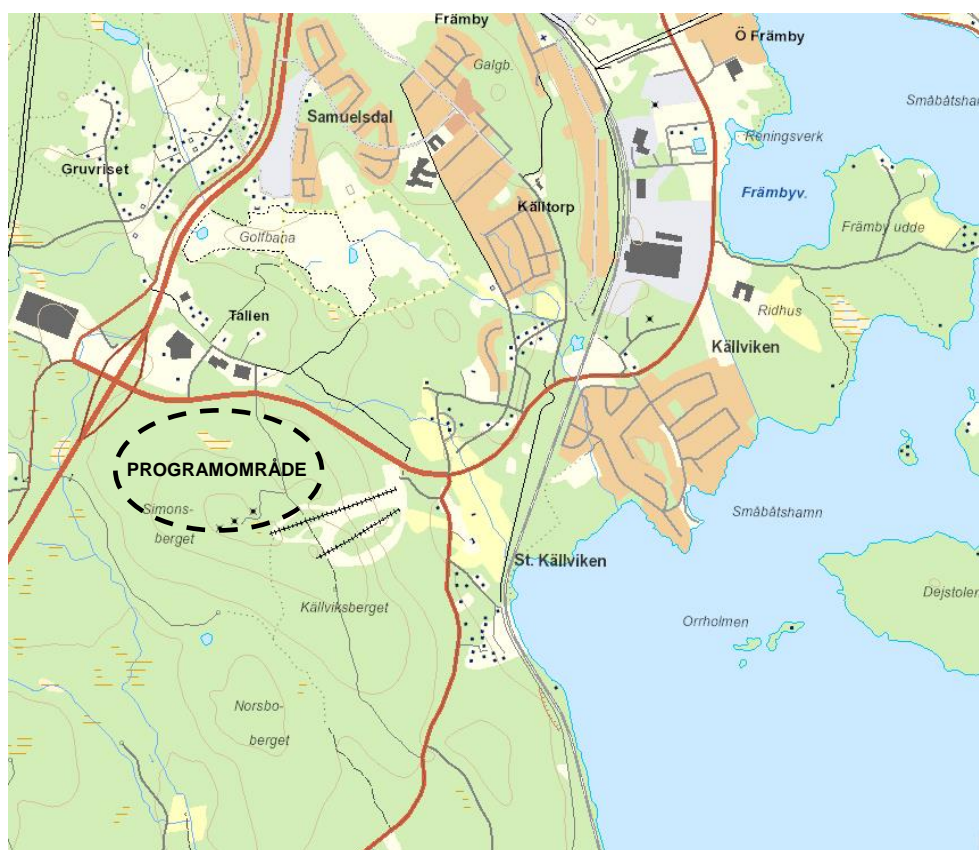 Främby
Ö Främby
Galgb.
Småbåtsha
Samuelsdal
Reningsverk
Gruvriset
Främbyv.
Källtorp
Främby udde
Golfbana
Tallen
Ridhus
Källviken
PROGRAMOMRÅDE
Simons-
berget
Småbåtshamn
St. Källviken
Dejstolen
Källviksberget
Orrholmen
Norsbo-
berget